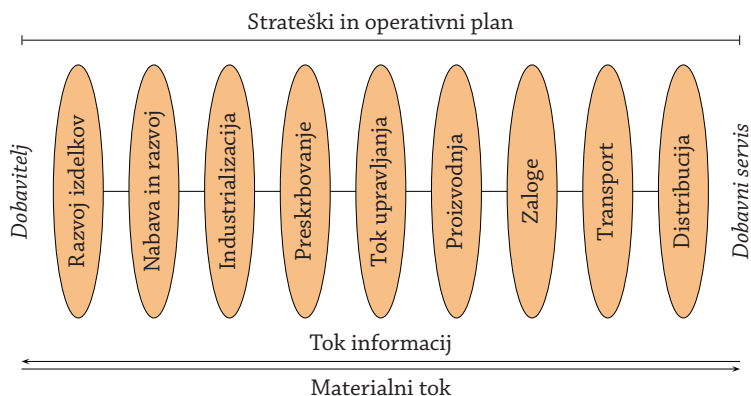 Strateški in operativni plan
Dobavitelj
Razvoj izdelkov
Nabava in razvoj
Industrializacija
Preskrbovanje
Tok upravljanja
Proizvodnja
Zaloge
Transport
Distribucija
Dobavni servis
Tok informacij
Materialni tok